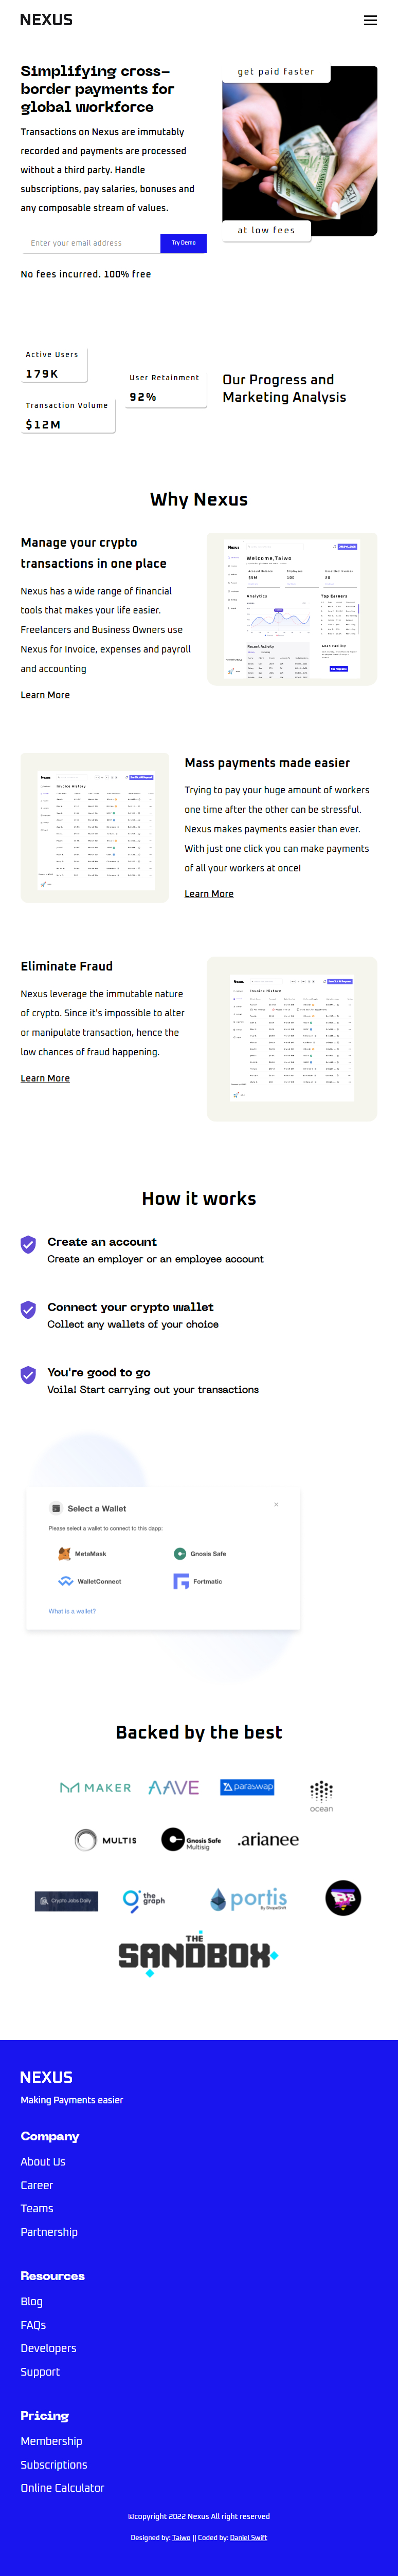 NEXUS
Simplifying cross-
border payments for
global workforce
Transactions on Nexus are immutably
recorded and payments are processed
without a third party. Handle
subscriptions, pay salaries, bonuses and
any composable stream of values.
Enter your email address
Try Demo
No fees incurred. 100% free
get paid faster
at low fees
Active Users
179K
User Retainment
92%
Transaction Volume
$12M
Our Progress and
Marketing Analysis
Why Nexus
Manage your crypto
transactions in one place
Nexus has a wide range of financial
tools that makes your life easier.
Freelancers and Business Owners use
Nexus for Invoice, expenses and payroll
and accounting
Learn More
Nexus
Welcome,Taiwo
Analytics
Top Earners
Mass payments made easier
Trying to pay your huge amount of workers
one time after the other can be stressful.
Nexus makes payments easier than ever.
With just one click you can make payments
of all your workers at once!
Learn More
Nexus
Invoice History
Eliminate Fraud
Nexus leverage the immutable nature
of crypto. Since it's impossible to alter
or manipulate transaction, hence the
low chances of fraud happening.
Learn More
Nexus
Invoice History
How it works
Create an account
Create an employer or an employee account
Connect your crypto wallet
Collect any wallets of your choice
You're good to go
Voila! Start carrying out your transactions
Select a Wallet
×
Please select a wallet to connect to this dapp:
MetaMask
Gnosis Safe
WalletConnect
Fortmatic
What is a wallet?
Backed by the best
MAKER
AAVE
paraswap
ocean
MULTIS
Gnosis Safe
Multisig
.arianee
Crypto Jobs Daily
the
graph
portis
By ShapeShift
THE
SANDBOX
NEXUS
Making Payments easier
Company
About Us
Career
Teams
Partnership
Resources
Blog
FAQs
Developers
Support
Pricing
Membership
Subscriptions
Online Calculator
©copyright 2022 Nexus All right reserved
Designed by: Taiwo || Coded by: Daniel Swift